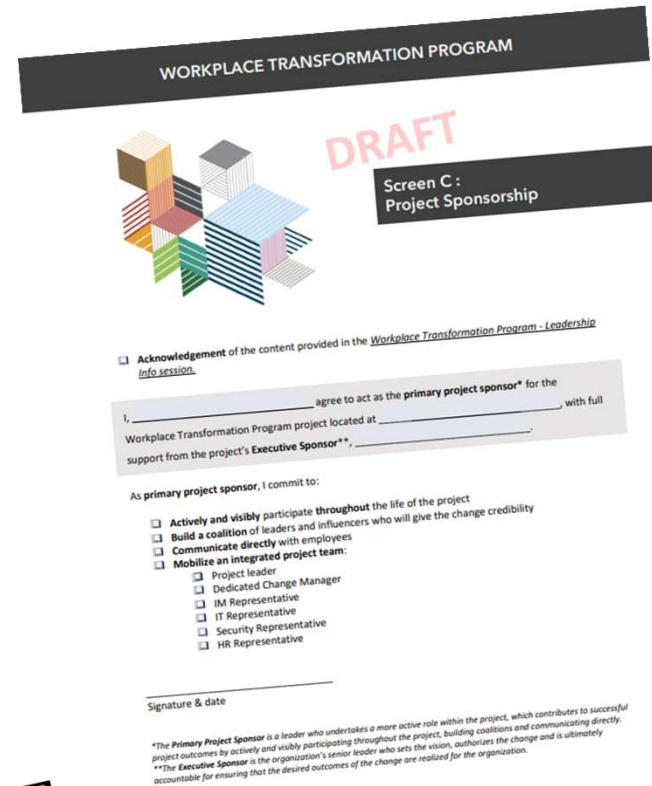 WORKPLACE TRANSFORMATION PROGRAM
DRAFT
Screen C :
Project Sponsorship
Acknowledgement of the content provided in the Workplace Transformation Program - Leadership
Info session.
I, ______________________ agree to act as the primary project sponsor* for the
Workplace Transformation Program project located at ______________________, with full
support from the project's Executive Sponsor**, ______________________.
As primary project sponsor, I commit to:
Actively and visibly participate throughout the life of the project
Build a coalition of leaders and influencers who will give the change credibility
Communicate directly with employees
Mobilize an integrated project team:
Project leader
Dedicated Change Manager
IM Representative
IT Representative
Security Representative
HR Representative
Signature & date
*The Primary Project Sponsor is a leader who undertakes a more active role within the project, which contributes to successful
project outcomes by actively and visibly participating throughout the project, building coalitions and communicating directly.
**The Executive Sponsor is the organization's senior leader who sets the vision, authorizes the change and is ultimately
accountable for ensuring that the desired outcomes of the change are realized for the organization.